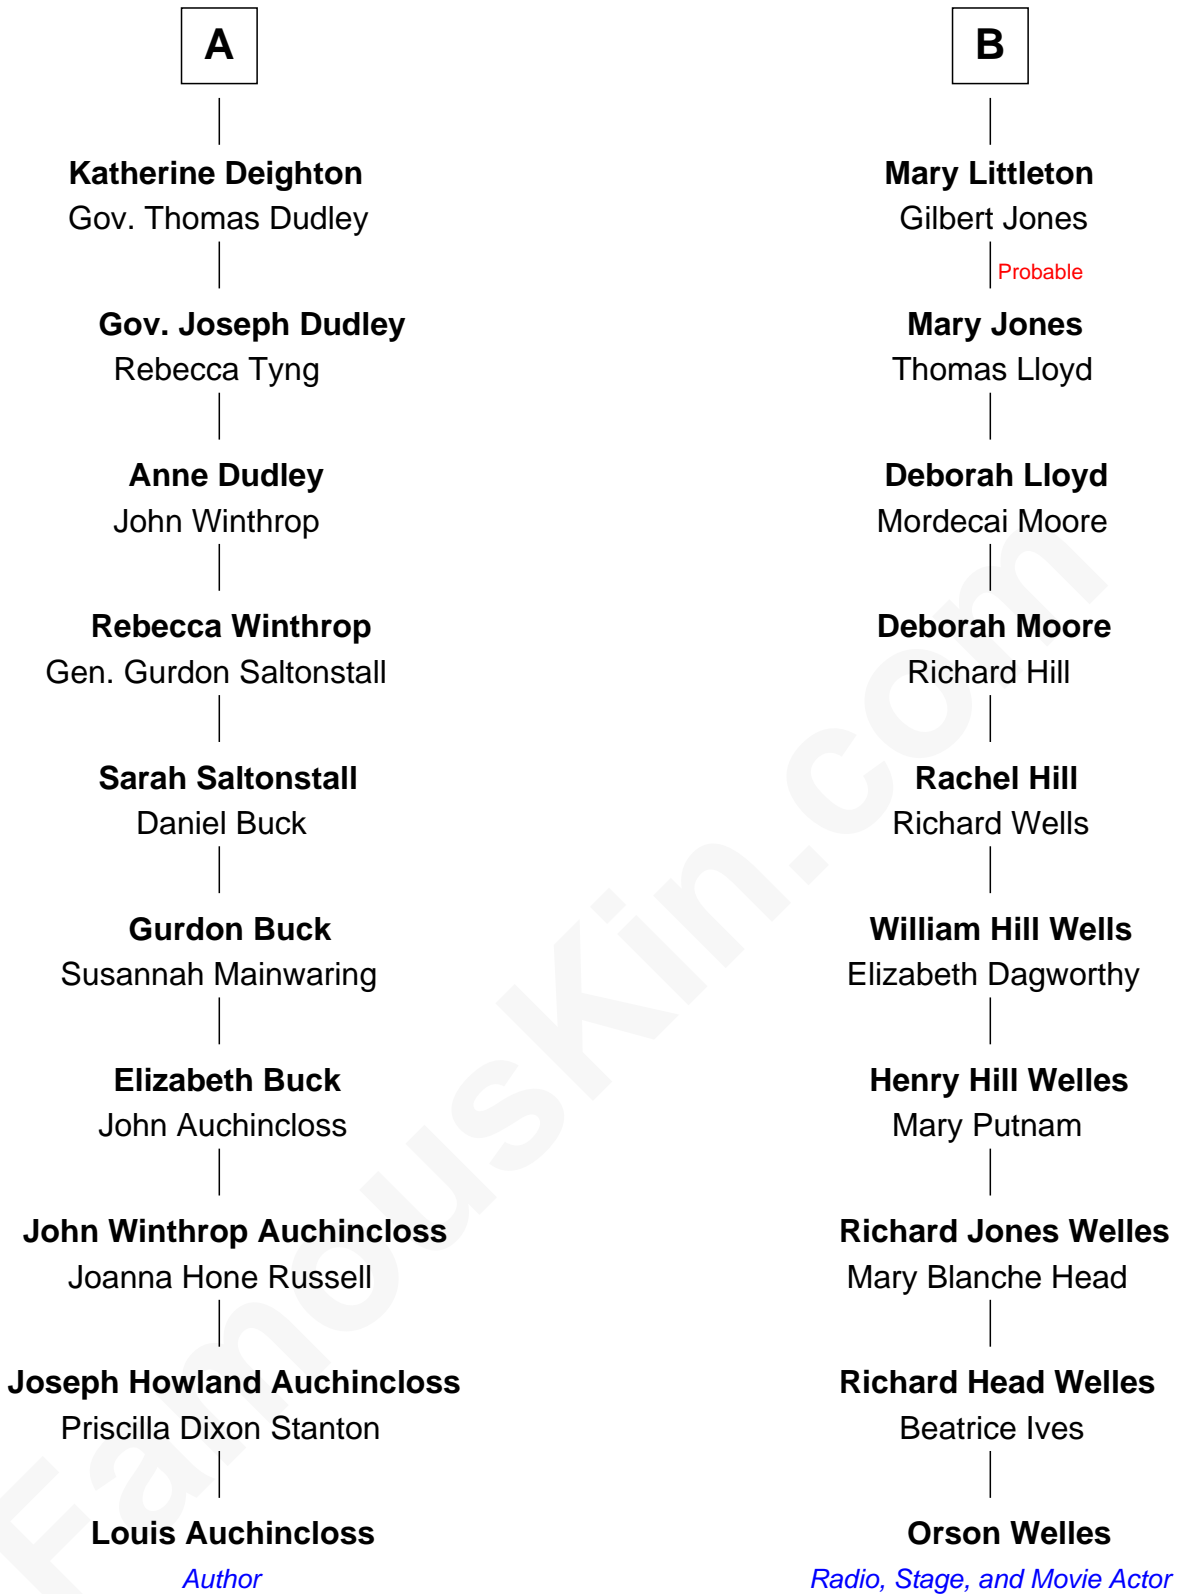 A
Katherine Deighton
Gov. Thomas Dudley
Gov. Joseph Dudley
Rebecca Tyng
Anne Dudley
John Winthrop
Rebecca Winthrop
Gen. Gurdon Saltonstall
Sarah Saltonstall
Daniel Buck
Gurdon Buck
Susannah Mainwaring
Elizabeth Buck
John Auchincloss
John Winthrop Auchincloss
Joanna Hone Russell
Joseph Howland Auchincloss
Priscilla Dixon Stanton
Louis Auchincloss
Author
B
Mary Littleton
Gilbert Jones
Probable
Mary Jones
Thomas Lloyd
Deborah Lloyd
Mordecai Moore
Deborah Moore
Richard Hill
Rachel Hill
Richard Wells
William Hill Wells
Elizabeth Dagworthy
Henry Hill Welles
Mary Putnam
Richard Jones Welles
Mary Blanche Head
Richard Head Welles
Beatrice Ives
Orson Welles
Radio, Stage, and Movie Actor
FamousKin.com